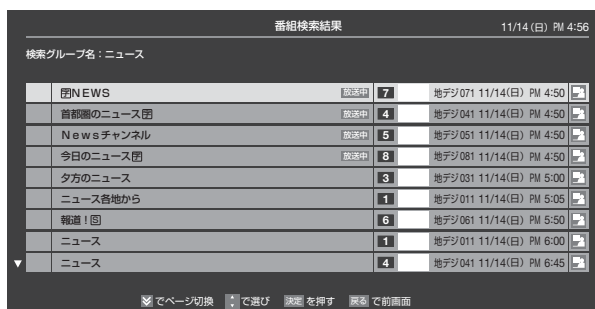 番組検索結果 11/14(日) PM 4:56
検索グループ名:ニュース
字NEWS 放送中 7 地デジ071 11/14(日) PM 4:50
首都圏のニュース字 放送中 4 地デジ041 11/14(日) PM 4:50
Newsチャンネル 放送中 5 地デジ051 11/14(日) PM 4:50
今日のニュース字 放送中 8 地デジ081 11/14(日) PM 4:50
夕方のニュース 3 地デジ031 11/14(日) PM 5:00
ニュース各地から 1 地デジ011 11/14(日) PM 5:05
報道!S 6 地デジ061 11/14(日) PM 5:50
ニュース 1 地デジ011 11/14(日) PM 6:00
ニュース 4 地デジ041 11/14(日) PM 6:45
でページ切換 で選び 決定 を押す 戻る で前画面